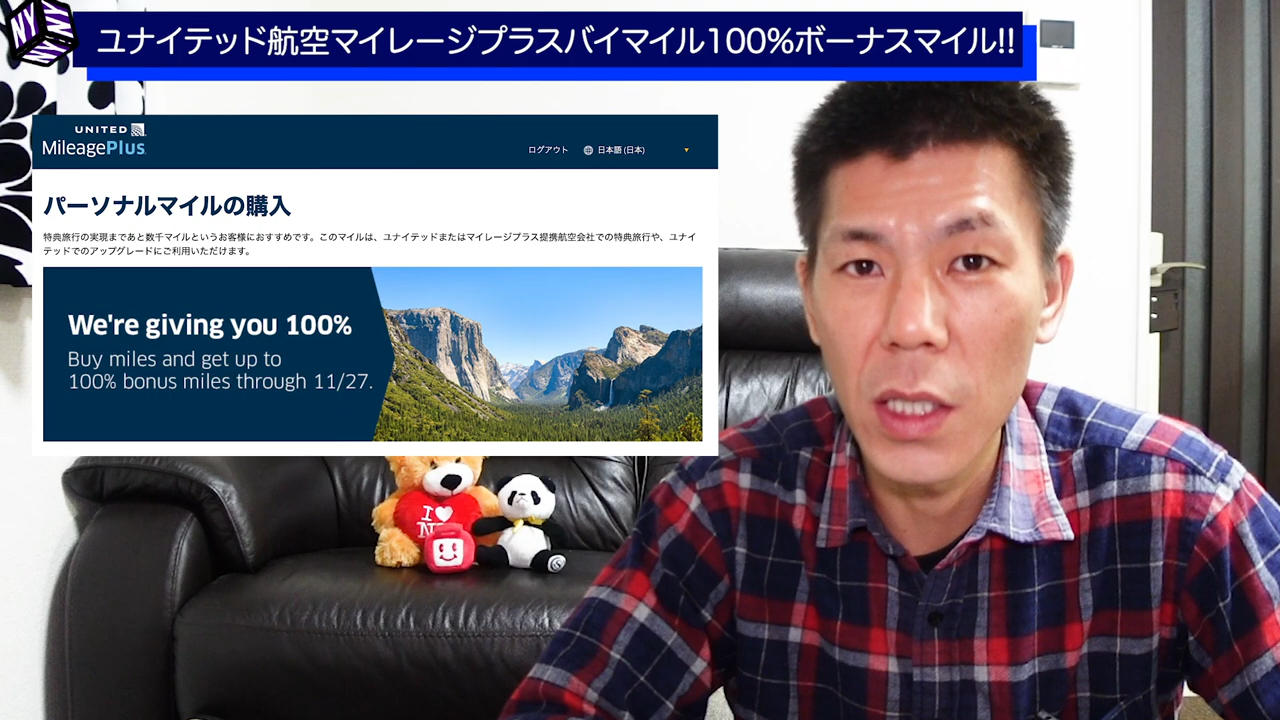 NY NY
NY NY
ユナイテッド航空マイレージプラスバイマイル100%ボーナスマイル!!
UNITED
MileagePlus
ログアウト 日本語(日本)
パーソナルマイルの購入
特典旅行の実現まであと数千マイルというお客様におすすめです。このマイルは、ユナイテッドまたはマイレージプラス提携航空会社での特典旅行や、ユナイ
テッドでのアップグレードにご利用いただけます。
We're giving you 100%
Buy miles and get up to
100% bonus miles through 11/27.
I